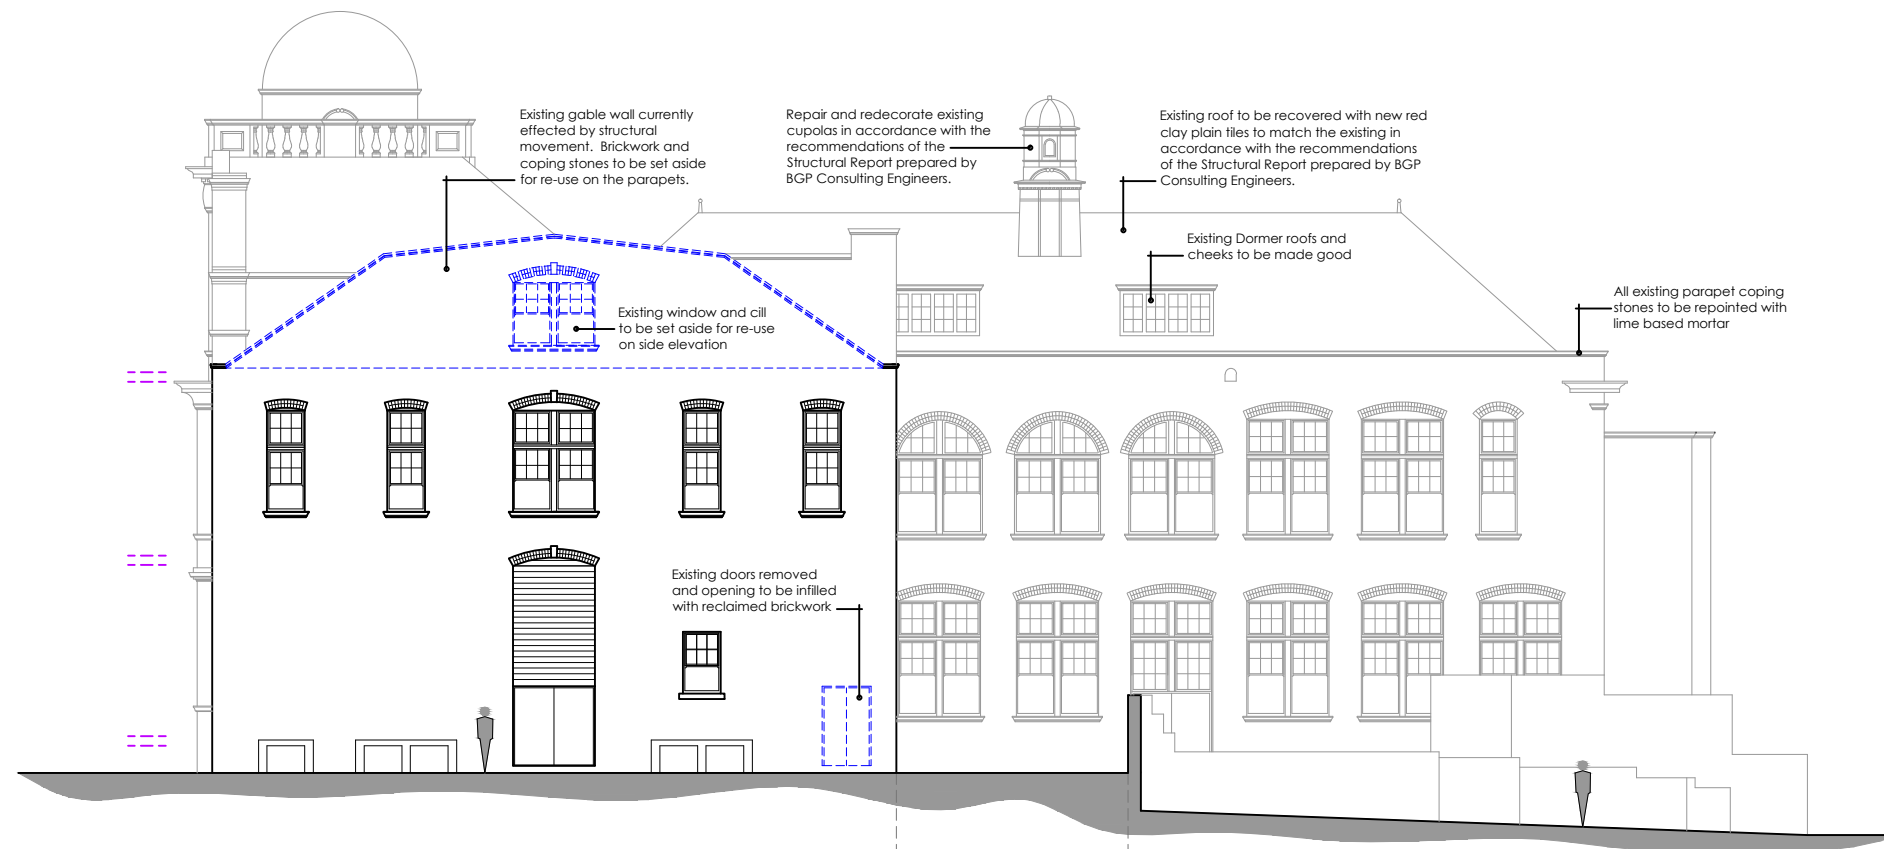 Existing gable wall currently
effected by structural
movement. Brickwork and
coping stones to be set aside
for re-use on the parapets.
Repair and redecorate existing
cupolas in accordance with the
recommendations of the
Structural Report prepared by
BGP Consulting Engineers.
Existing roof to be recovered with new red
clay plain tiles to match the existing in
accordance with the recommendations
of the Structural Report prepared by BGP
Consulting Engineers.
Existing Dormer roofs and
cheeks to be made good
All existing parapet coping
stones to be repointed with
lime based mortar
Existing window and cill
to be set aside for re-use
on side elevation
Existing doors removed
and opening to be infilled
with reclaimed brickwork